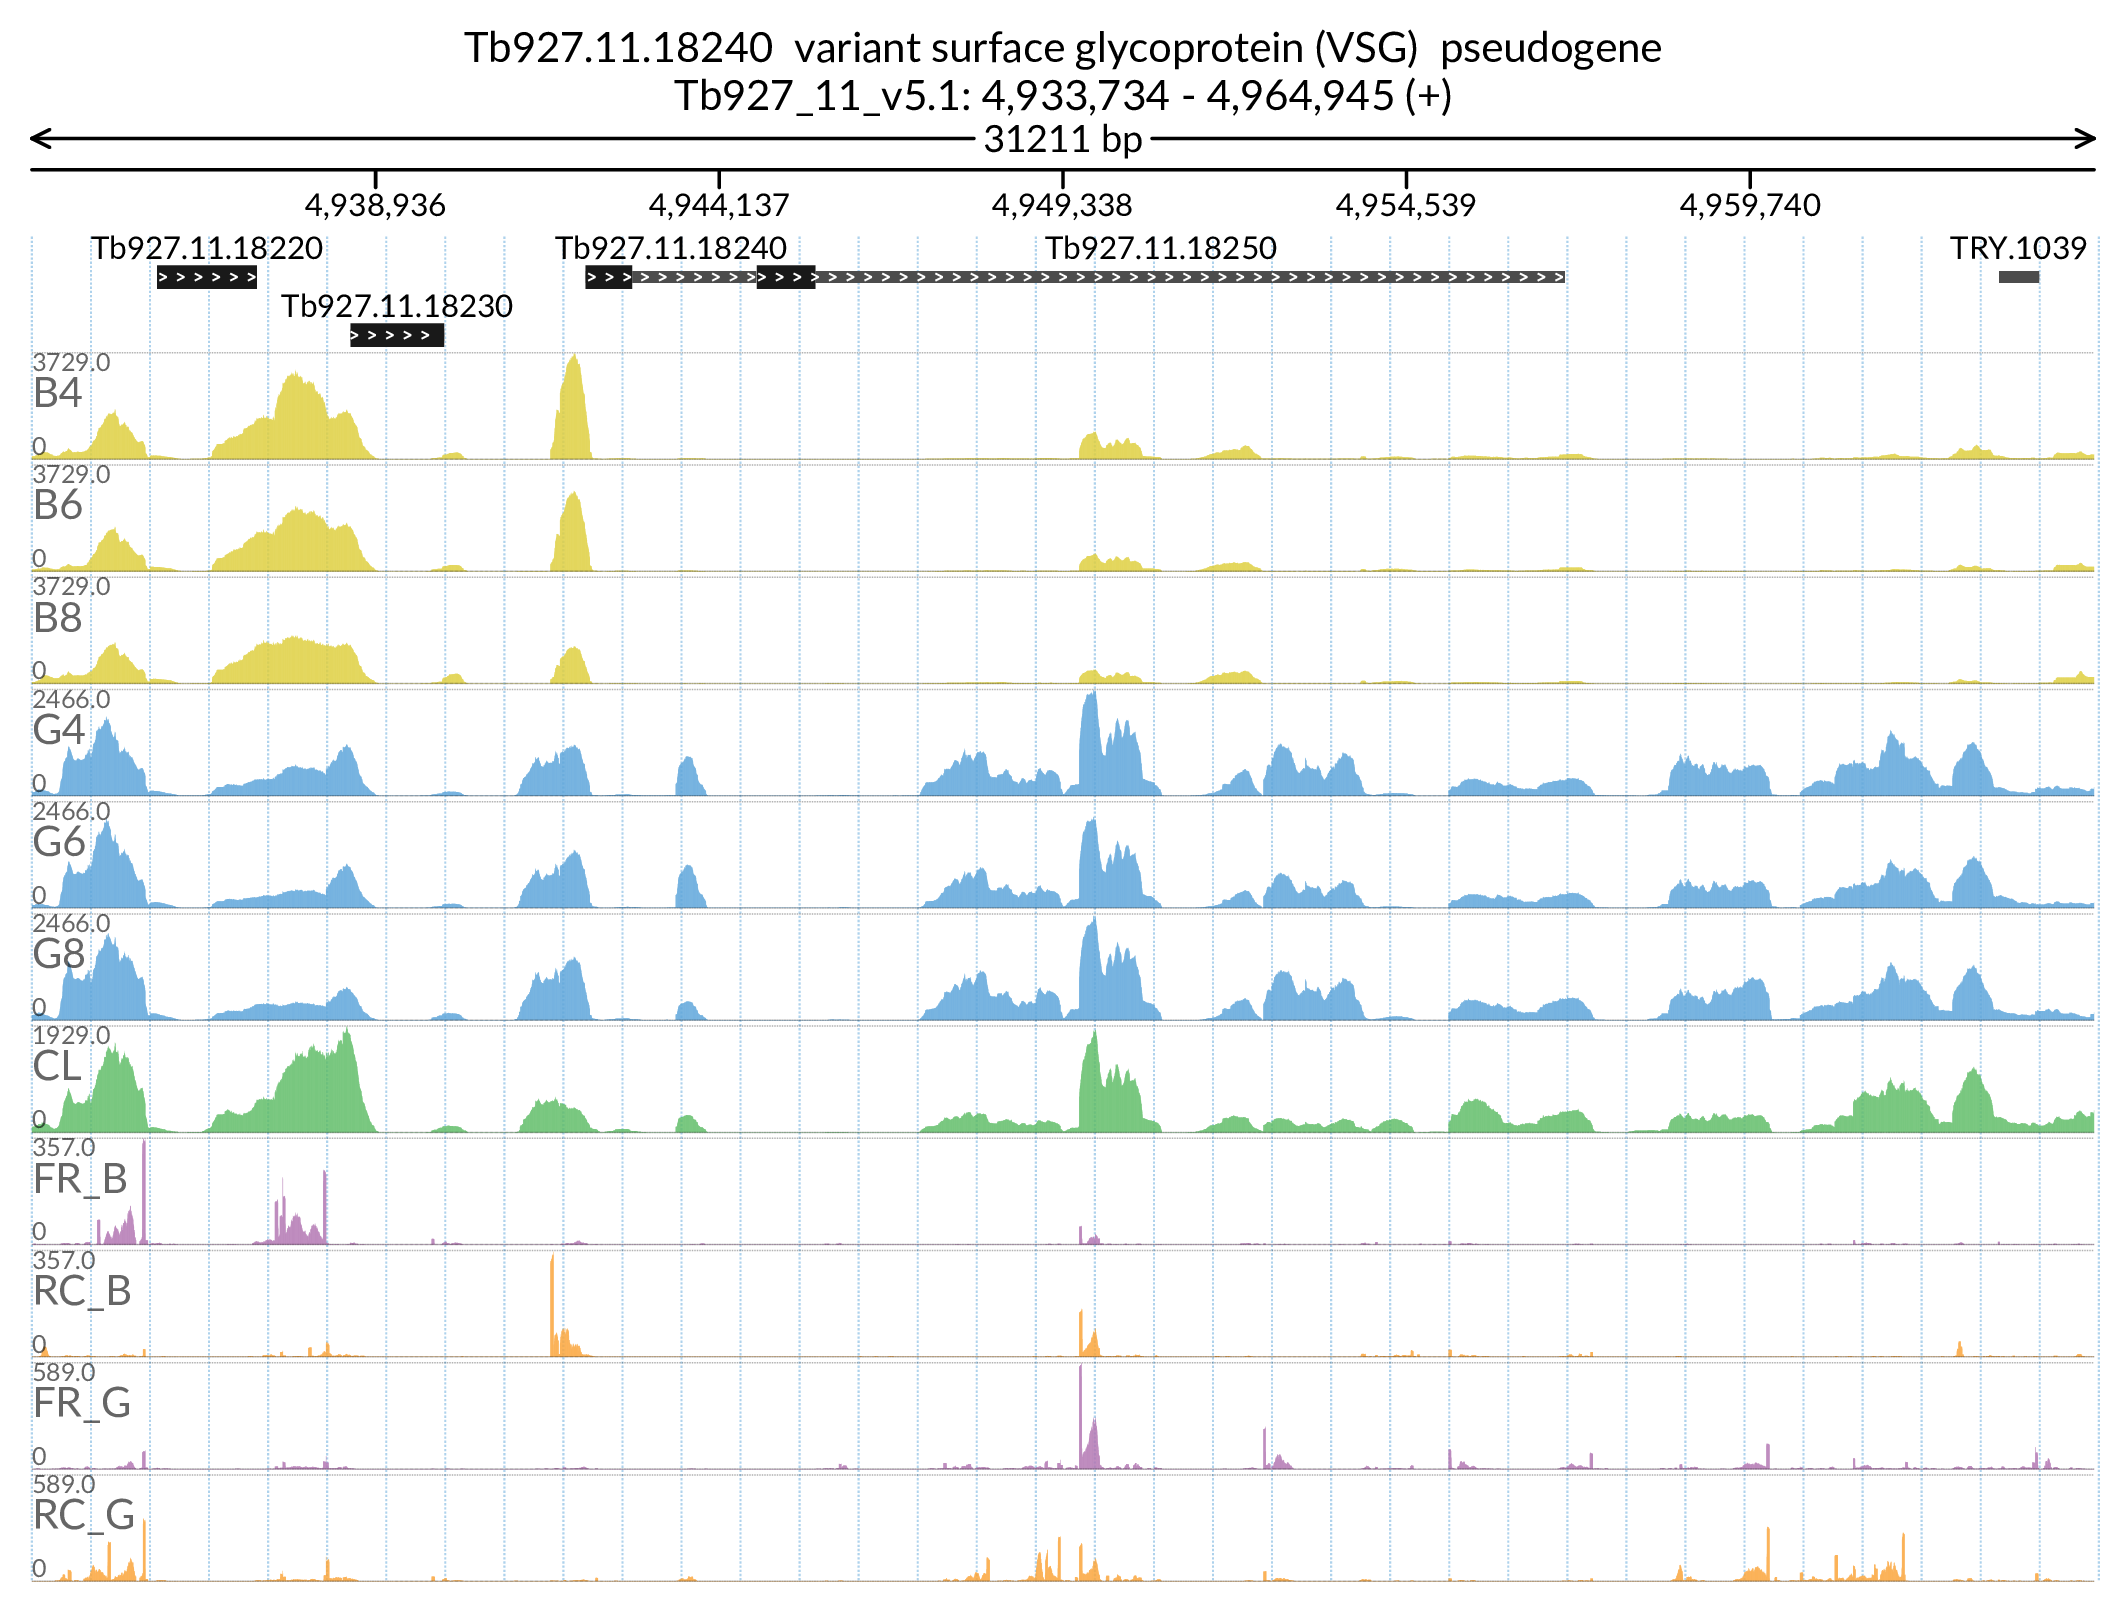 Tb927.11.18240  variant surface glycoprotein (VSG)  pseudogene
Tb927_11_v5.1: 4,933,734 - 4,964,945 (+)
31211 bp
4,938,936 4,944,137 4,949,338 4,954,539 4,959,740
Tb927.11.18220 Tb927.11.18240 Tb927.11.18250 TRY.1039
Tb927.11.18230
3729.0
B4
0
3729.0
B6
0
3729.0
B8
0
2466.0
G4
0
2466.0
G6
0
2466.0
G8
0
1929.0
CL
0
357.0
FR_B
0
357.0
RC_B
0
589.0
FR_G
0
589.0
RC_G
0